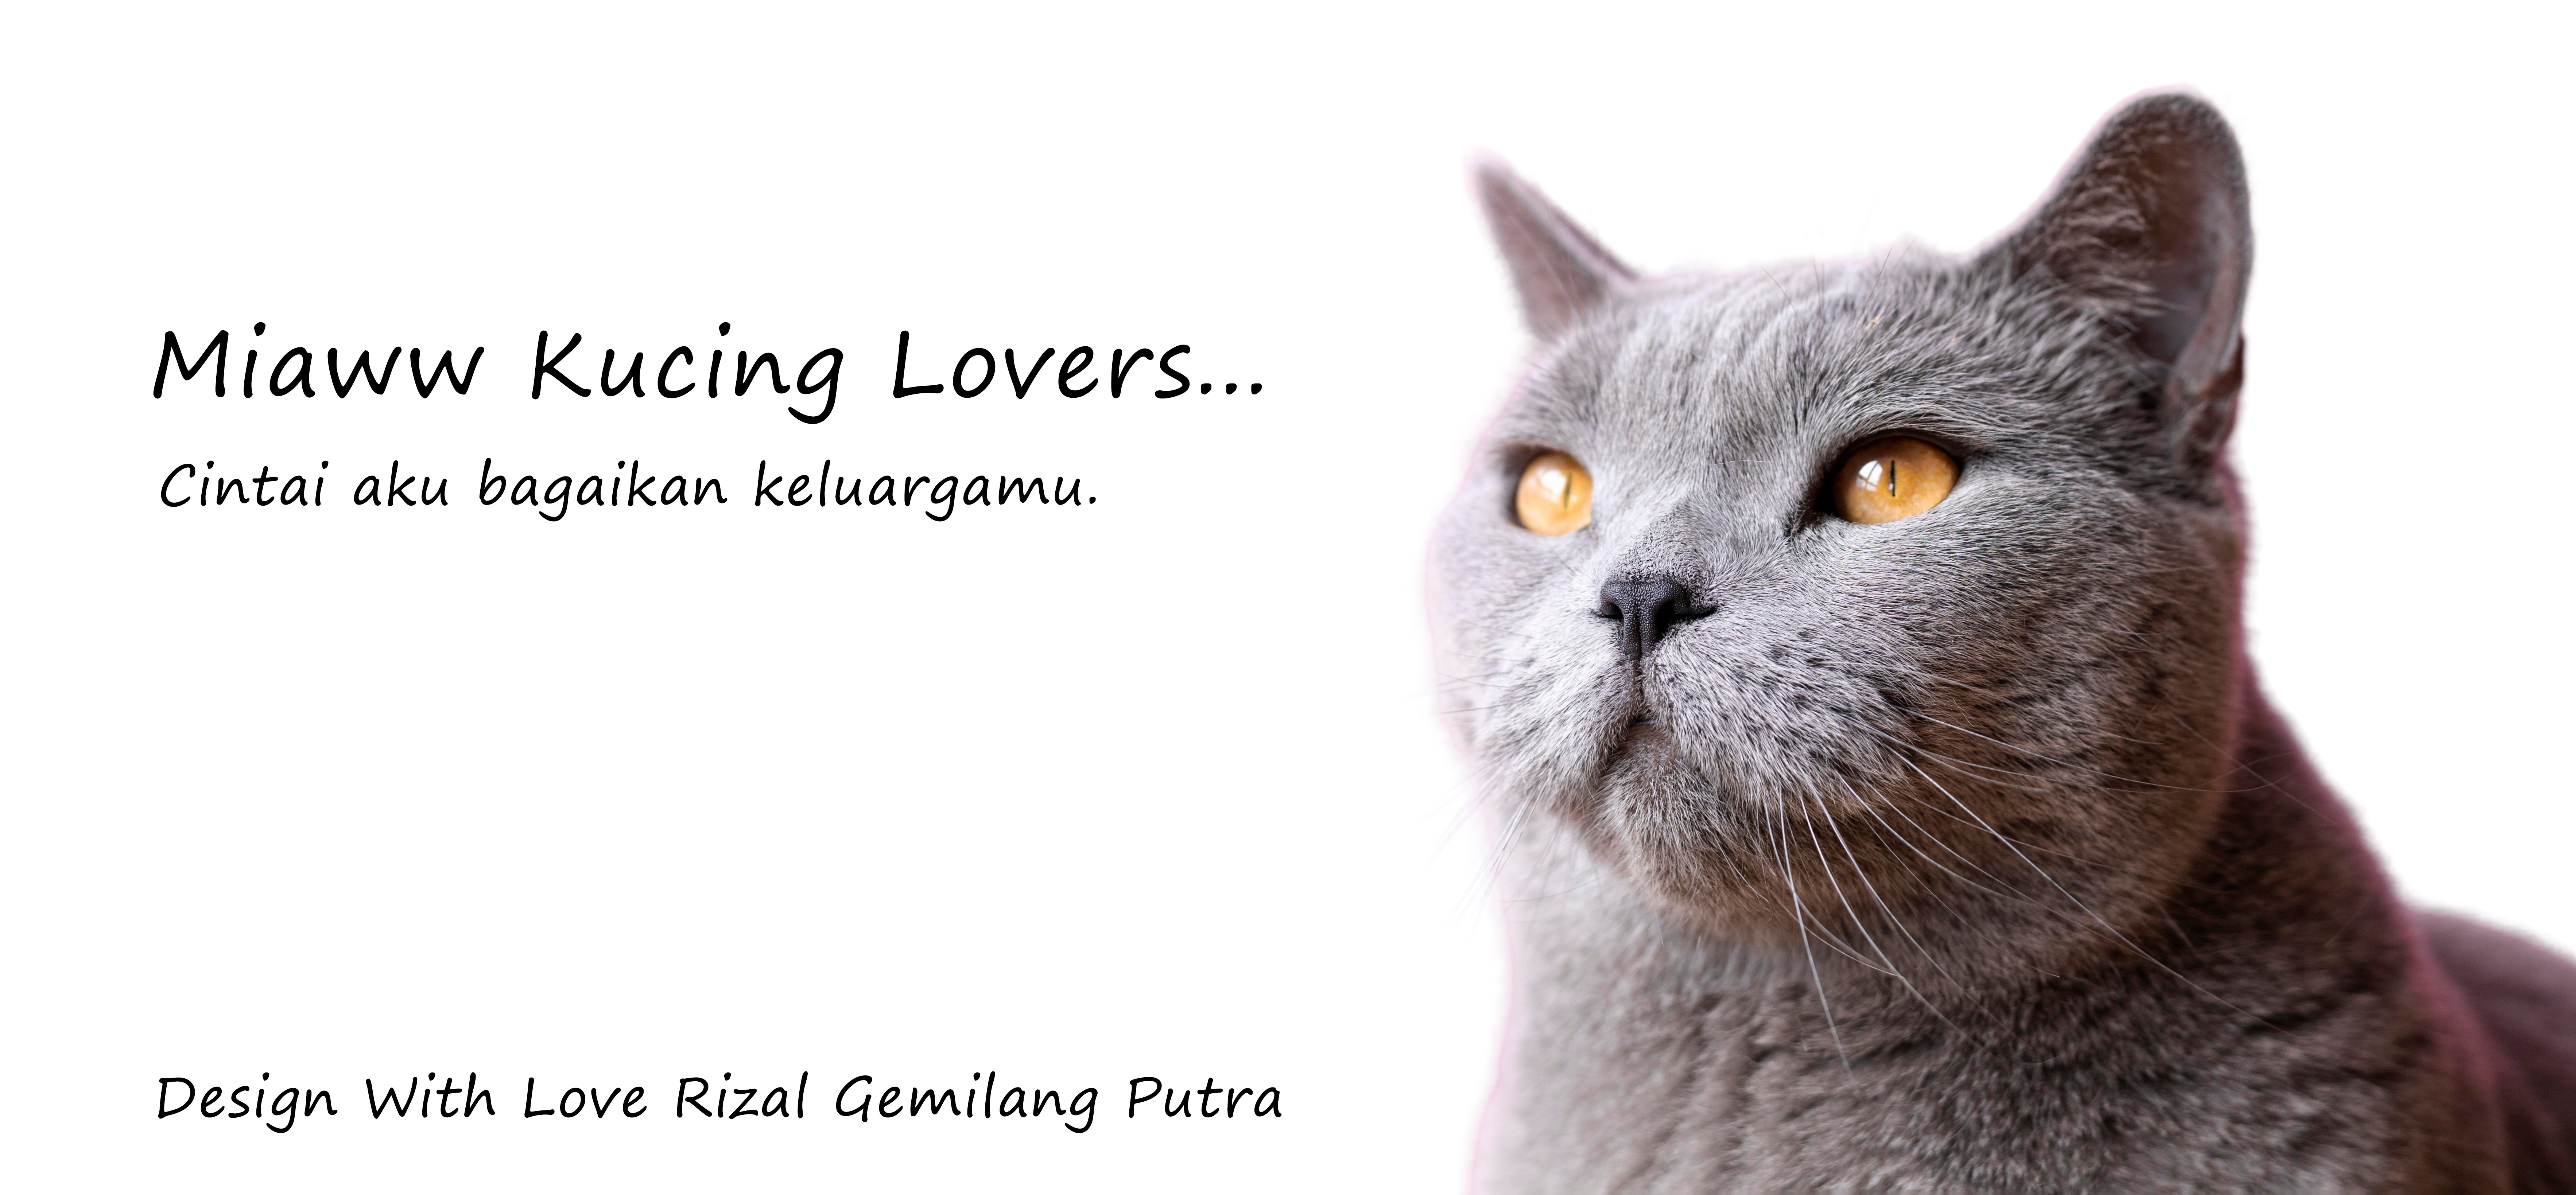 Miaww Kucing Lovers...
Cintai aku bagaikan keluargamu.
Design With Love Rizal Gemilang Putra